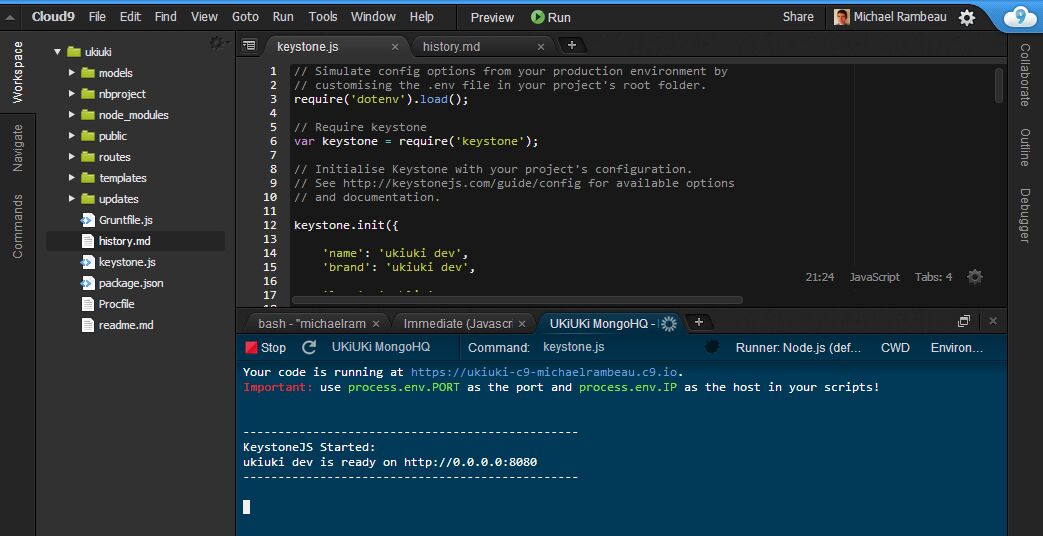 Cloud9 File Edit Find View Goto Run Tools Window Help Preview Run Share Michael Rambeau 9
Workspace
Navigate
Commands
ukiuki
models
nbproject
node_modules
public
routes
templates
updates
Gruntfile.js
history.md
keystone.js
package.json
Procfile
readme.md
keystone.js history.md
1 // Simulate config options from your production environment by
2 // customising the .env file in your project's root folder.
3 require('dotenv').load();
4
5 // Require keystone
6 var keystone = require('keystone');
7
8 // Initialise Keystone with your project's configuration.
9 // See http://keystonejs.com/guide/config for available options
10 // and documentation.
11
12 keystone.init({
13
14 'name': 'ukiuki dev',
15 'brand': 'ukiuki dev',
16
17
21:24 JavaScript Tabs: 4
Collaborate
Outline
Debugger
bash - "michaelram Immediate (Javascri UKiUKi MongoHQ -
Stop UKiUKi MongoHQ Command: keystone.js Runner: Node.js (def... CWD Environ...
Your code is running at https://ukiuki-c9-michaelrambeau.c9.io.
Important: use process.env.PORT as the port and process.env.IP as the host in your scripts!
------------------------------------------------
KeystoneJS Started:
ukiuki dev is ready on http://0.0.0.0:8080
------------------------------------------------